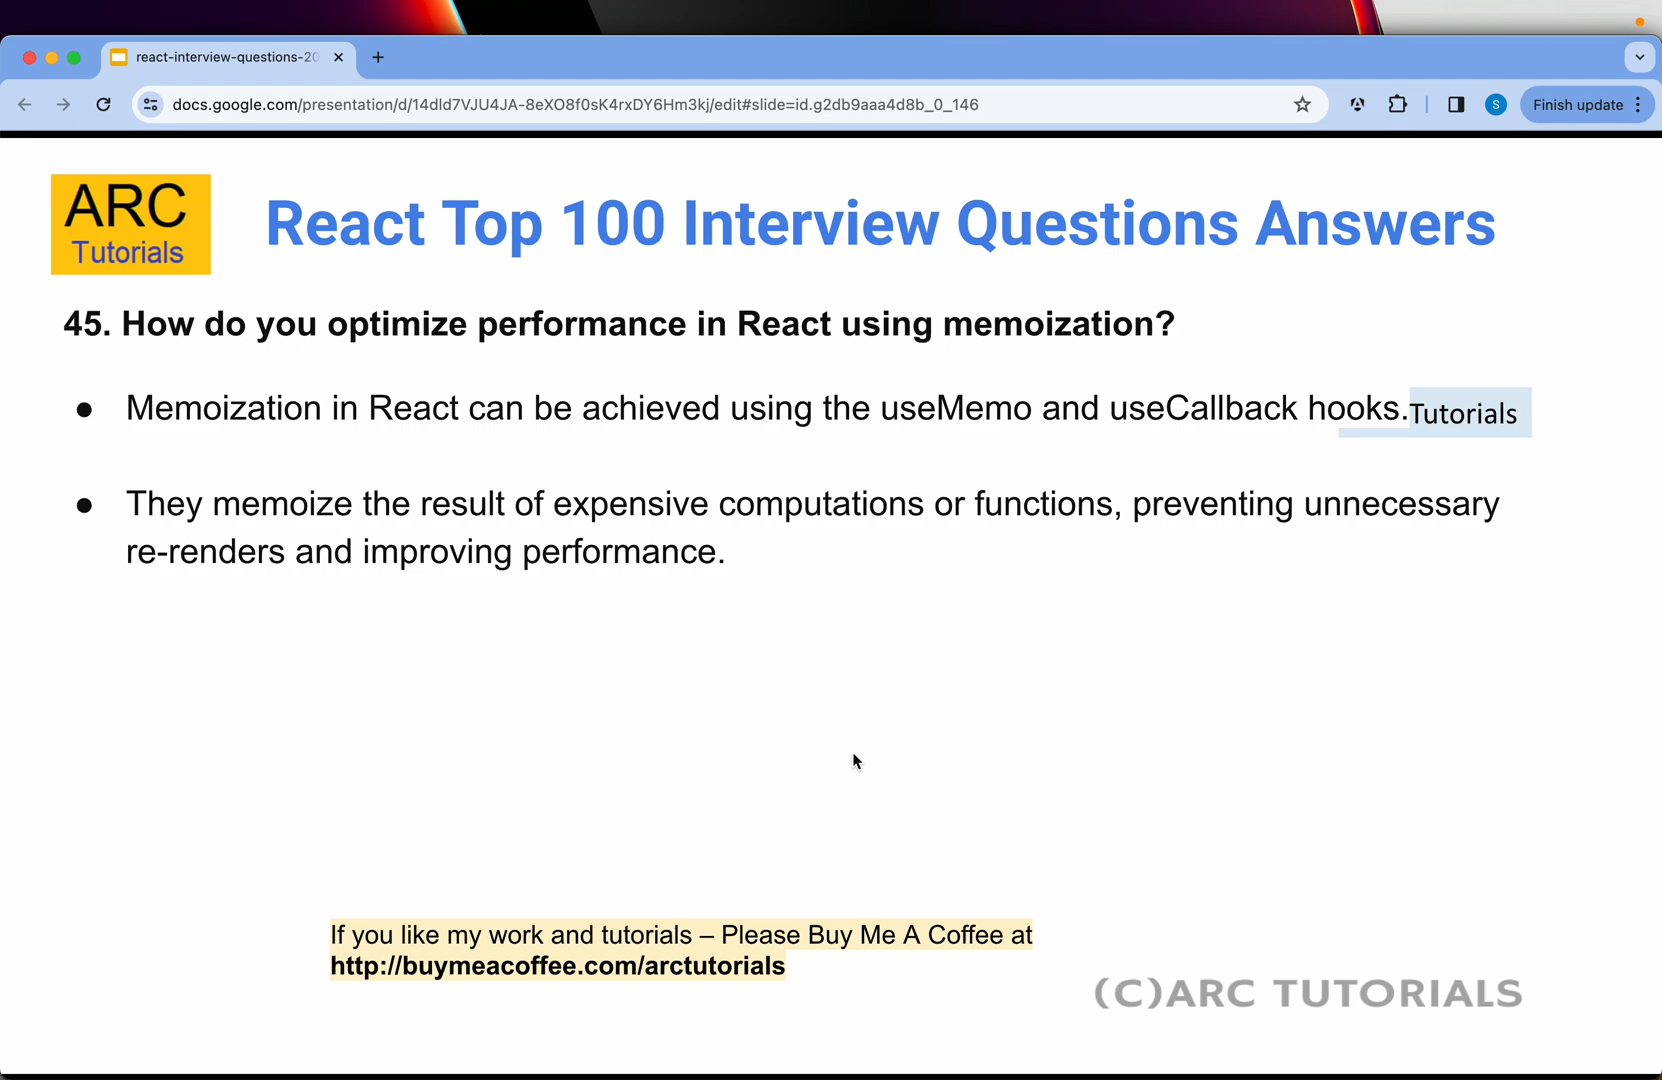 react-interview-questions-20
docs.google.com/presentation/d/14dld7VJU4JA-8eXO8f0sK4rxDY6Hm3kj/edit#slide=id.g2db9aaa4d8b_0_146
S
Finish update
ARC
Tutorials
React Top 100 Interview Questions Answers
45. How do you optimize performance in React using memoization?
● Memoization in React can be achieved using the useMemo and useCallback hooks.
Tutorials
● They memoize the result of expensive computations or functions, preventing unnecessary
re-renders and improving performance.
If you like my work and tutorials – Please Buy Me A Coffee at
http://buymeacoffee.com/arctutorials
(C)ARC TUTORIALS